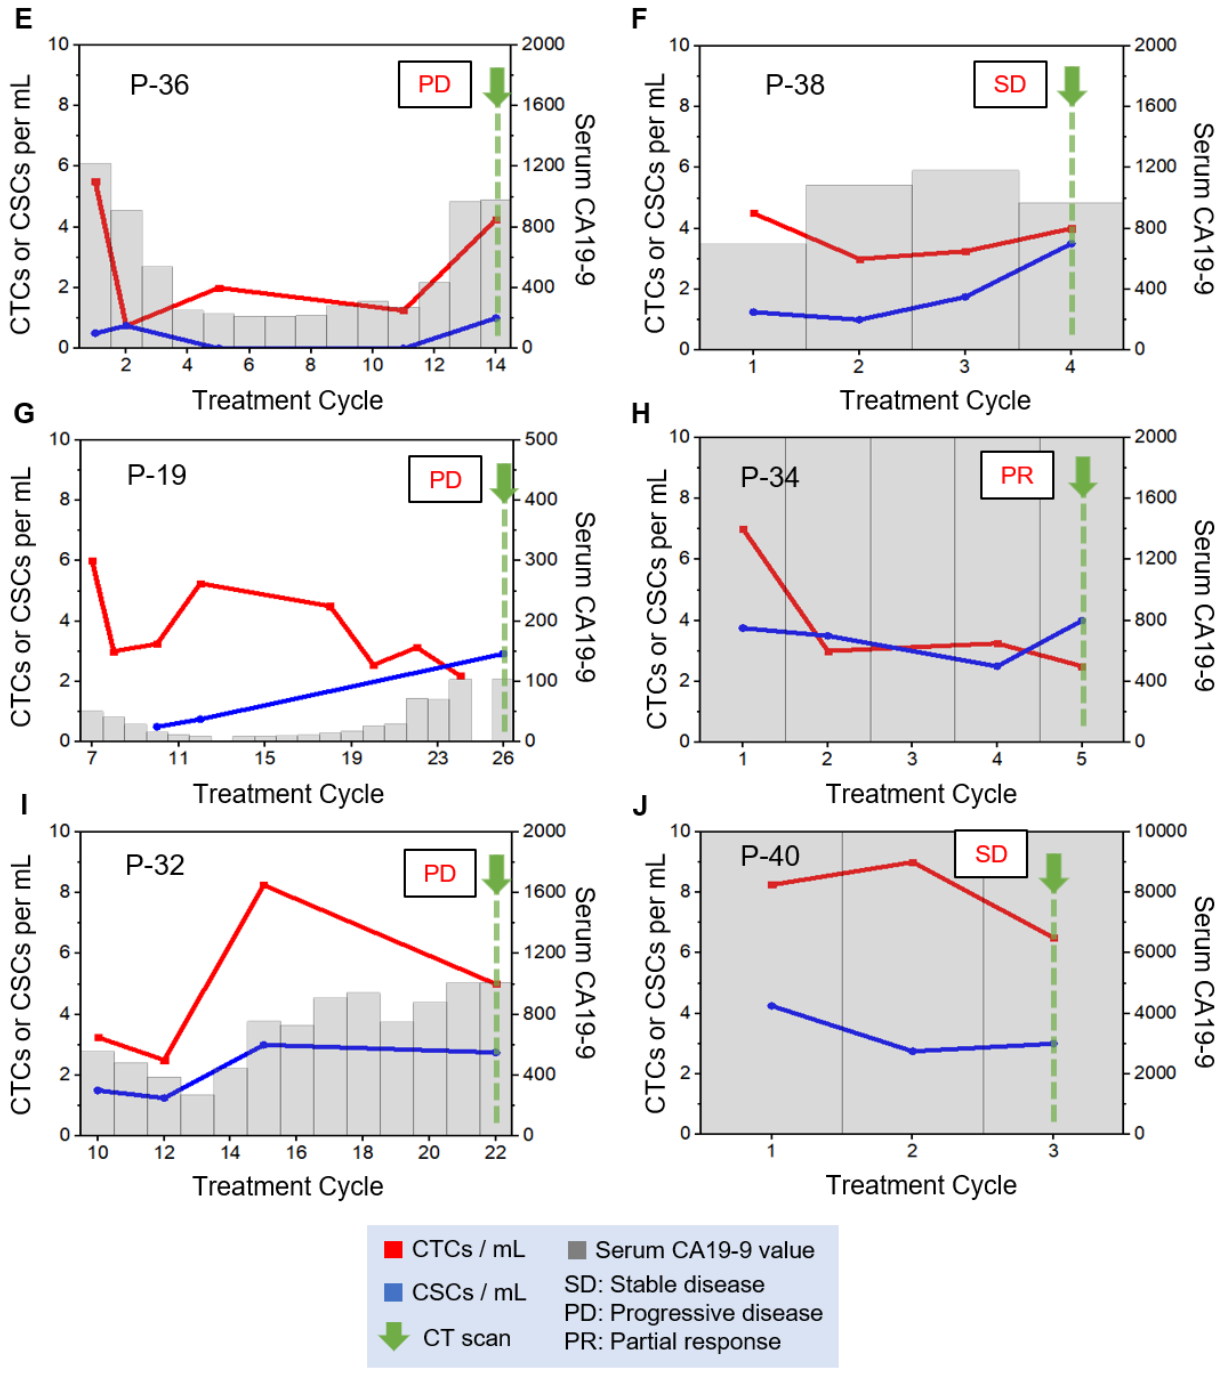 E
P-36
PD
CTCs or CSCs per mL
10
8
6
4
2
0
2000
1600
1200
800
400
0
Serum CA19-9
2 4 6 8 10 12 14
Treatment Cycle
F
P-38
SD
CTCs or CSCs per mL
10
8
6
4
2
0
2000
1600
1200
800
400
0
Serum CA19-9
1 2 3 4
Treatment Cycle
G
P-19
PD
CTCs or CSCs per mL
10
8
6
4
2
0
500
400
300
200
100
0
Serum CA19-9
7 11 15 19 23 26
Treatment Cycle
H
P-34
PR
CTCs or CSCs per mL
10
8
6
4
2
0
2000
1600
1200
800
400
0
Serum CA19-9
1 2 3 4 5
Treatment Cycle
I
P-32
PD
CTCs or CSCs per mL
10
8
6
4
2
0
2000
1600
1200
800
400
0
Serum CA19-9
10 12 14 16 18 20 22
Treatment Cycle
J
P-40
SD
CTCs or CSCs per mL
10
8
6
4
2
0
10000
8000
6000
4000
2000
0
Serum CA19-9
1 2 3
Treatment Cycle
CTCs / mL
CSCs / mL
CT scan
Serum CA19-9 value
SD: Stable disease
PD: Progressive disease
PR: Partial response